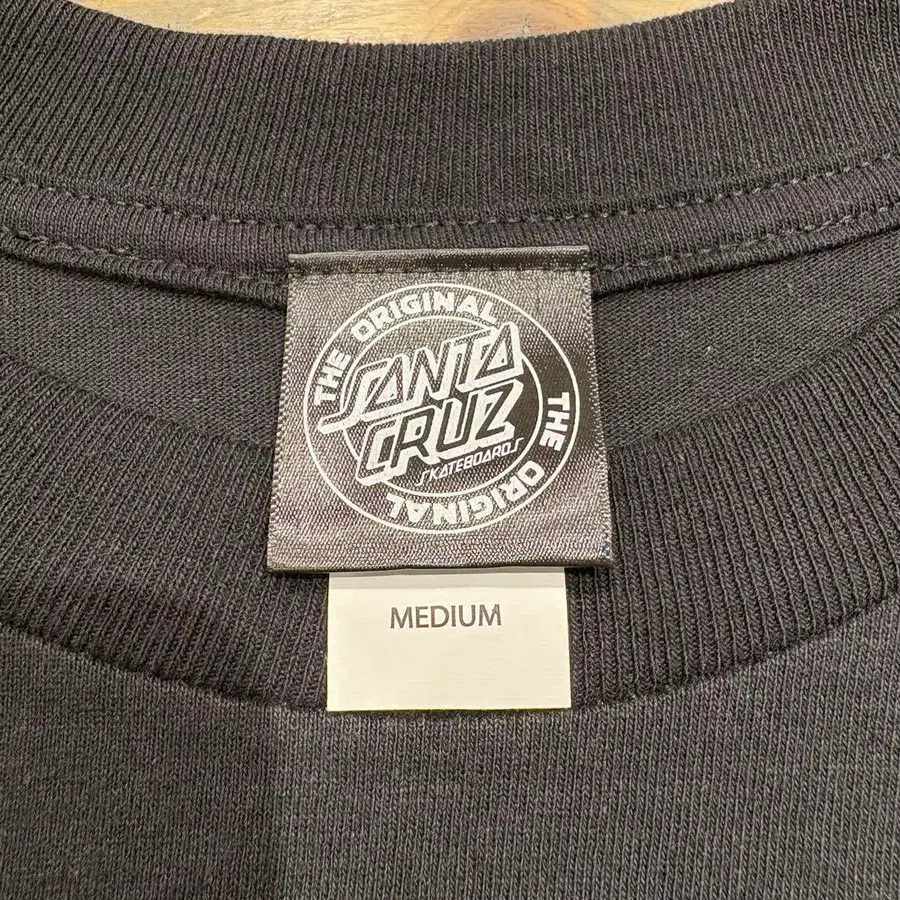 THE ORIGINAL
SANTA
CRUZ
SKATEBOARDS
THE ORIGINAL
MEDIUM